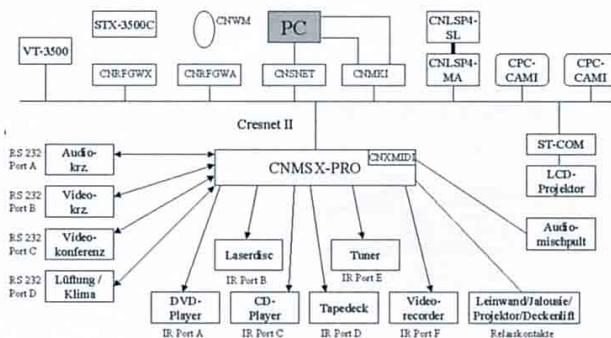 STX-3500C
CNWM
PC
CNLSP4-
SL
VT-3500
CNRFGWX
CNRFGWA
CNSNET
CNMKI
CNLSP4-
MA
CPC-
CAMI
CPC-
CAMI
Cresnet II
ST-COM
LCD-
Projektor
CNMSX-PRO
CNXMIDI
RS 232
Port A
Audio-
krz.
RS 232
Port B
Video-
krz.
RS 232
Port C
Video-
konferenz
RS 232
Port D
Lüftung /
Klima
Audio-
mischpult
Laserdisc
IR Port B
Tuner
IR Port E
DVD-
Player
IR Port A
CD-
Player
IR Port C
Tapedeck
IR Port D
Video-
recorder
IR Port F
Leinwand/Jalousie/
Projektor/Deckenlift
Relaiskontakte